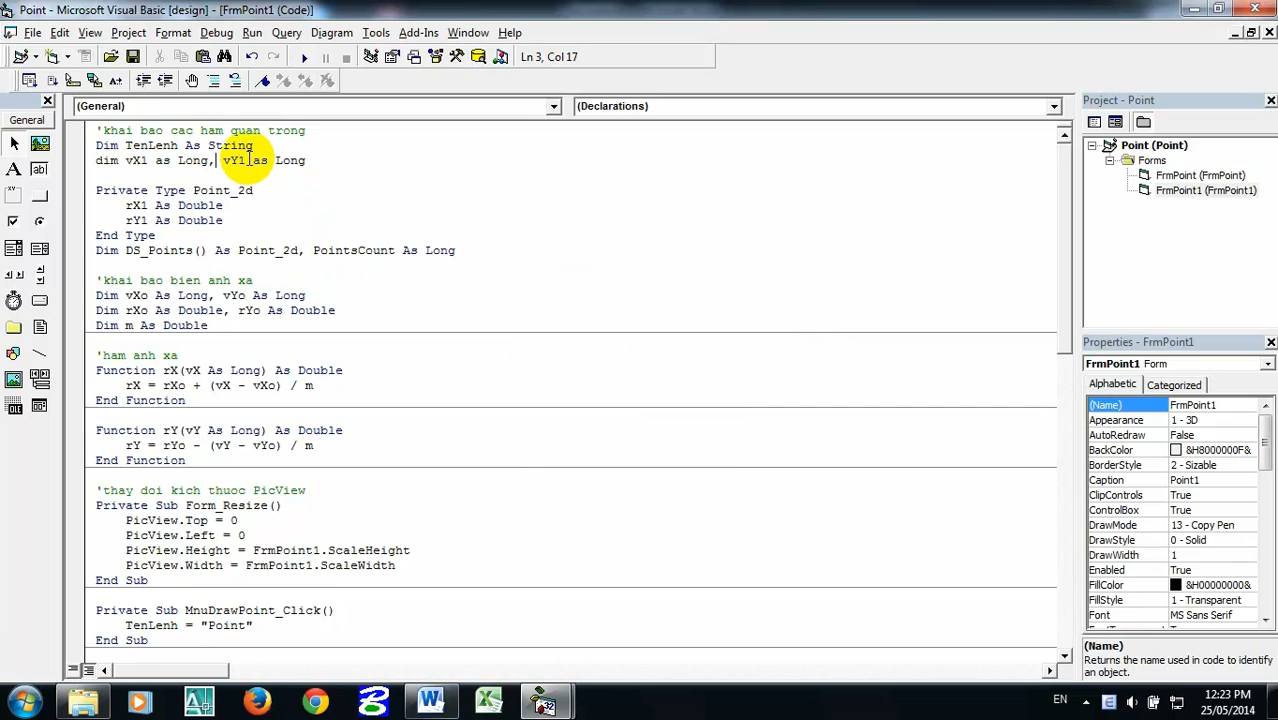 Point - Microsoft Visual Basic [design] - [FrmPoint1 (Code)]
File Edit View Project Format Debug Run Query Diagram Tools Add-Ins Window Help
Ln 3, Col 17
General
(General) (Declarations)
'khai bao cac ham quan trong
Dim TenLenh As String
dim vX1 as Long, vY1 as Long
Private Type Point_2d
rX1 As Double
rY1 As Double
End Type
Dim DS_Points() As Point_2d, PointsCount As Long
'khai bao bien anh xa
Dim vXo As Long, vYo As Long
Dim rXo As Double, rYo As Double
Dim m As Double
'ham anh xa
Function rX(vX As Long) As Double
rX = rXo + (vX - vXo) / m
End Function
Function rY(vY As Long) As Double
rY = rYo - (vY - vYo) / m
End Function
'thay doi kich thuoc PicView
Private Sub Form_Resize()
PicView.Top = 0
PicView.Left = 0
PicView.Height = FrmPoint1.ScaleHeight
PicView.Width = FrmPoint1.ScaleWidth
End Sub
Private Sub MnuDrawPoint_Click()
TenLenh = "Point"
End Sub
Project - Point
Point (Point)
Forms
FrmPoint (FrmPoint)
FrmPoint1 (FrmPoint1)
Properties - FrmPoint1
FrmPoint1 Form
Alphabetic Categorized
(Name) FrmPoint1
Appearance 1 - 3D
AutoRedraw False
BackColor &H8000000F&
BorderStyle 2 - Sizable
Caption Point1
ClipControls True
ControlBox True
DrawMode 13 - Copy Pen
DrawStyle 0 - Solid
DrawWidth 1
Enabled True
FillColor &H00000000&
FillStyle 1 - Transparent
Font MS Sans Serif
(Name)
Returns the name used in code to identify
an object.
EN
12:23 PM
25/05/2014